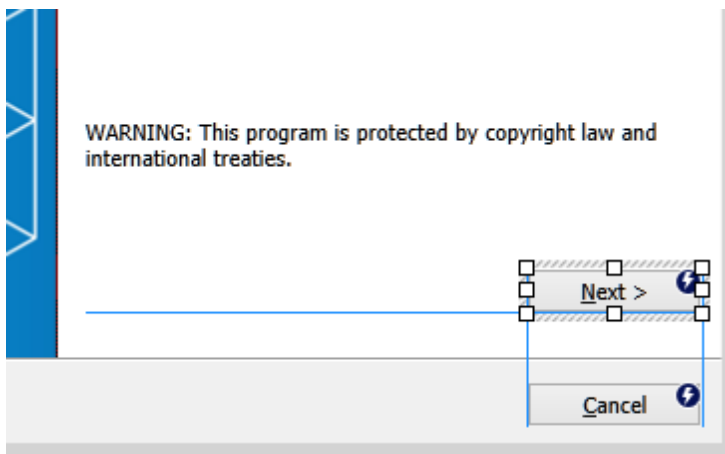 WARNING: This program is protected by copyright law and
international treaties.
Next >
Cancel